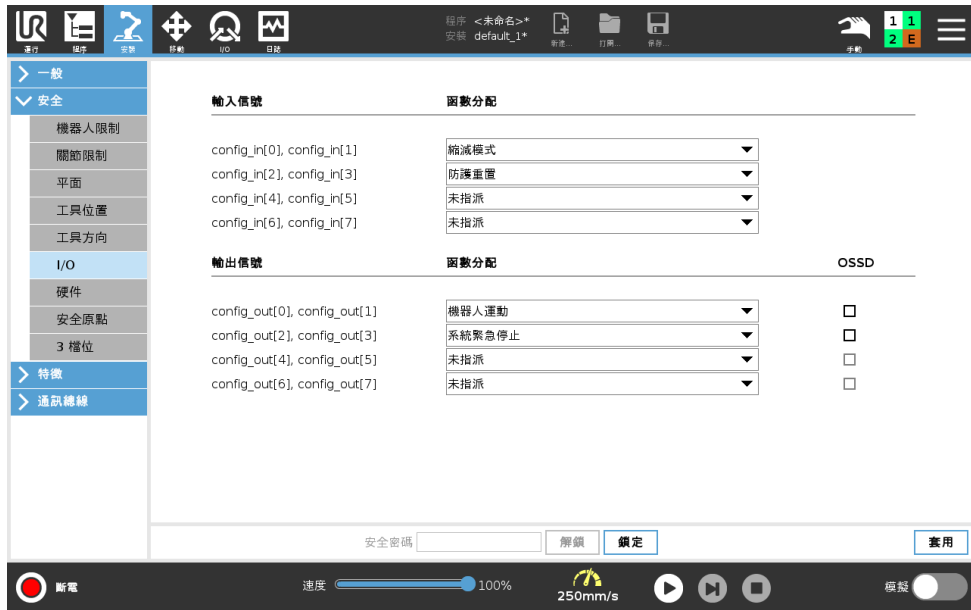 UR
程序 <未命名>*
安裝 default_1*
1 1
2 E
運行 程序 安裝 移動 I/O 日誌 新建... 打開... 保存... 手動
一般
安全
機器人限制
關節限制
平面
工具位置
工具方向
I/O
硬件
安全原點
3 檔位
特徵
通訊總線
輸入信號 函數分配
config_in[0], config_in[1] 縮減模式
config_in[2], config_in[3] 防護重置
config_in[4], config_in[5] 未指派
config_in[6], config_in[7] 未指派
輸出信號 函數分配 OSSD
config_out[0], config_out[1] 機器人運動
config_out[2], config_out[3] 系統緊急停止
config_out[4], config_out[5] 未指派
config_out[6], config_out[7] 未指派
安全密碼 解鎖 鎖定 套用
斷電 速度 100% 250mm/s 模擬